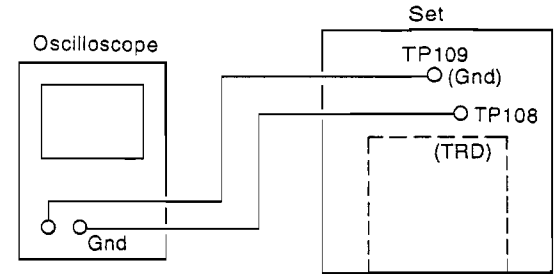 Set
Oscilloscope
TP109
(Gnd)
TP108
(TRD)
Gnd